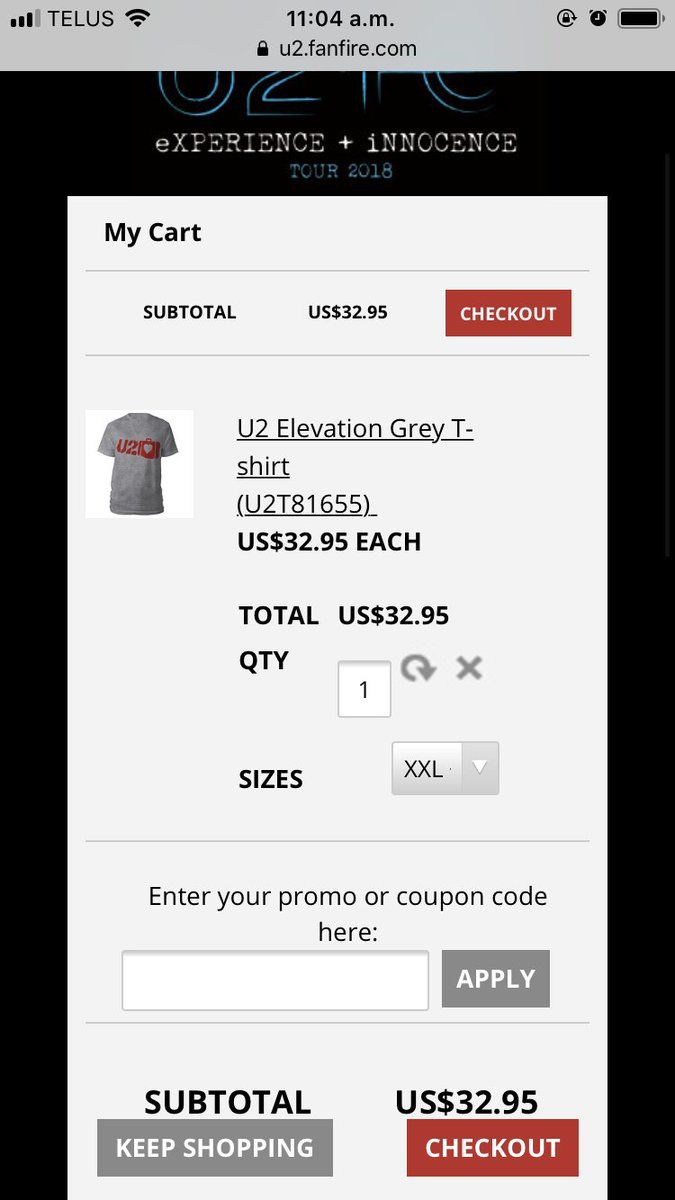 TELUS 11:04 a.m.
u2.fanfire.com
eXPERIENCE + iNNOCENCE
TOUR 2018
My Cart
SUBTOTAL US$32.95 CHECKOUT
U2 Elevation Grey T-
shirt
(U2T81655)
US$32.95 EACH
TOTAL US$32.95
QTY
1
SIZES XXL
Enter your promo or coupon code
here:
APPLY
SUBTOTAL US$32.95
KEEP SHOPPING CHECKOUT